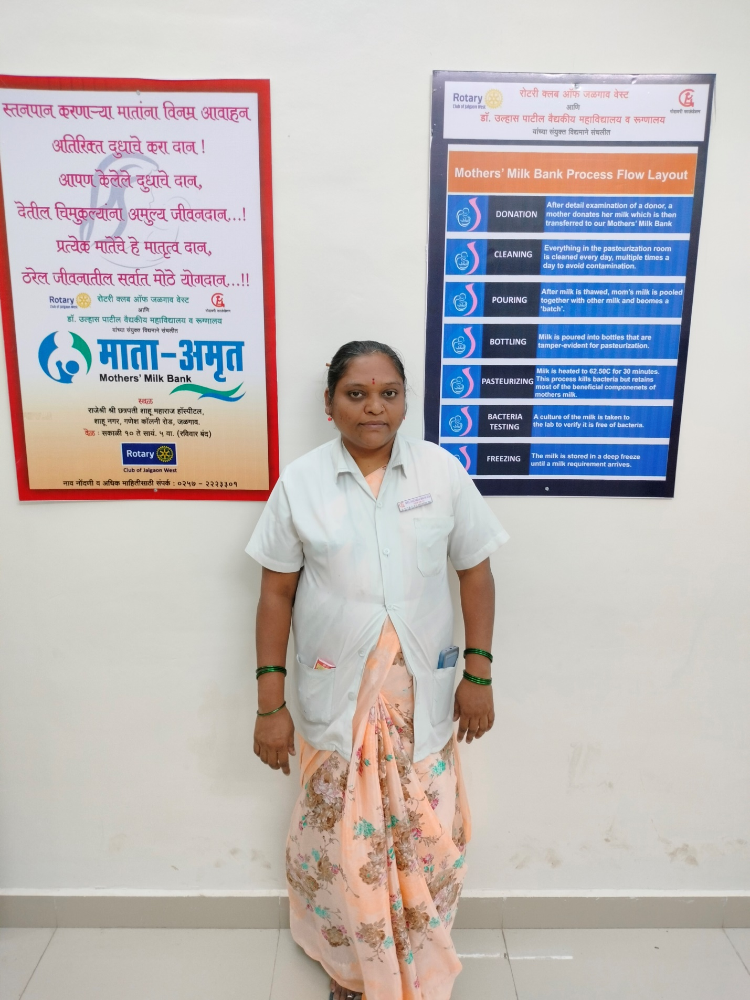 स्तनपान करणाऱ्या मातांना विनम्र आवाहन
अतिरिक्त दुधाचे करा दान !
आपण केलेले दुधाचे दान,
देतील चिमुकल्यांना अमुल्य जीवनदान...!
प्रत्येक मातेचे हे मातृत्व दान,
ठरेल जीवनातील सर्वात मोठे योगदान...!!
Rotary
Club of Jalgaon West
रोटरी क्लब ऑफ जळगाव वेस्ट
गोदावरी फाऊंडेशन
आणि
डॉ. उल्हास पाटील वैद्यकीय महाविद्यालय व रूग्णालय
यांच्या संयुक्त विद्यमाने संचलीत
माता-अमृत
Mothers' Milk Bank
स्थळ
राजेश्री श्री छत्रपती शाहू महाराज हॉस्पीटल,
शाहू नगर, गणेश कॉलनी रोड, जळगाव.
वेळ : सकाळी १० ते सायं. ५ वा. (रविवार बंद)
Rotary
Club of Jalgaon West
नाव नोंदणी व अधिक माहितीसाठी संपर्क : ०२५७ - २२२३३०१
Rotary
Club of Jalgaon West
रोटरी क्लब ऑफ जळगाव वेस्ट
आणि
गोदावरी फाऊंडेशन
डॉ. उल्हास पाटील वैद्यकीय महाविद्यालय व रूग्णालय
यांच्या संयुक्त विद्यमाने संचलीत
Mothers' Milk Bank Process Flow Layout
DONATION
After detail examination of a donor, a
mother donates her milk which is then
transferred to our Mothers' Milk Bank
CLEANING
Everything in the pasteurization room
is cleaned every day, multiple times a
day to avoid contamination.
POURING
After milk is thawed, mom's milk is pooled
together with other milk and beomes a
'batch'.
BOTTLING
Milk is poured into bottles that are
tamper-evident for pasteurization.
PASTEURIZING
Milk is heated to 62.50C for 30 minutes.
This process kills bacteria but retains
most of the beneficial componenets of
mothers milk.
BACTERIA
TESTING
A culture of the milk is taken to
the lab to verify it is free of bacteria.
FREEZING
The milk is stored in a deep freeze
until a milk requirement arrives.